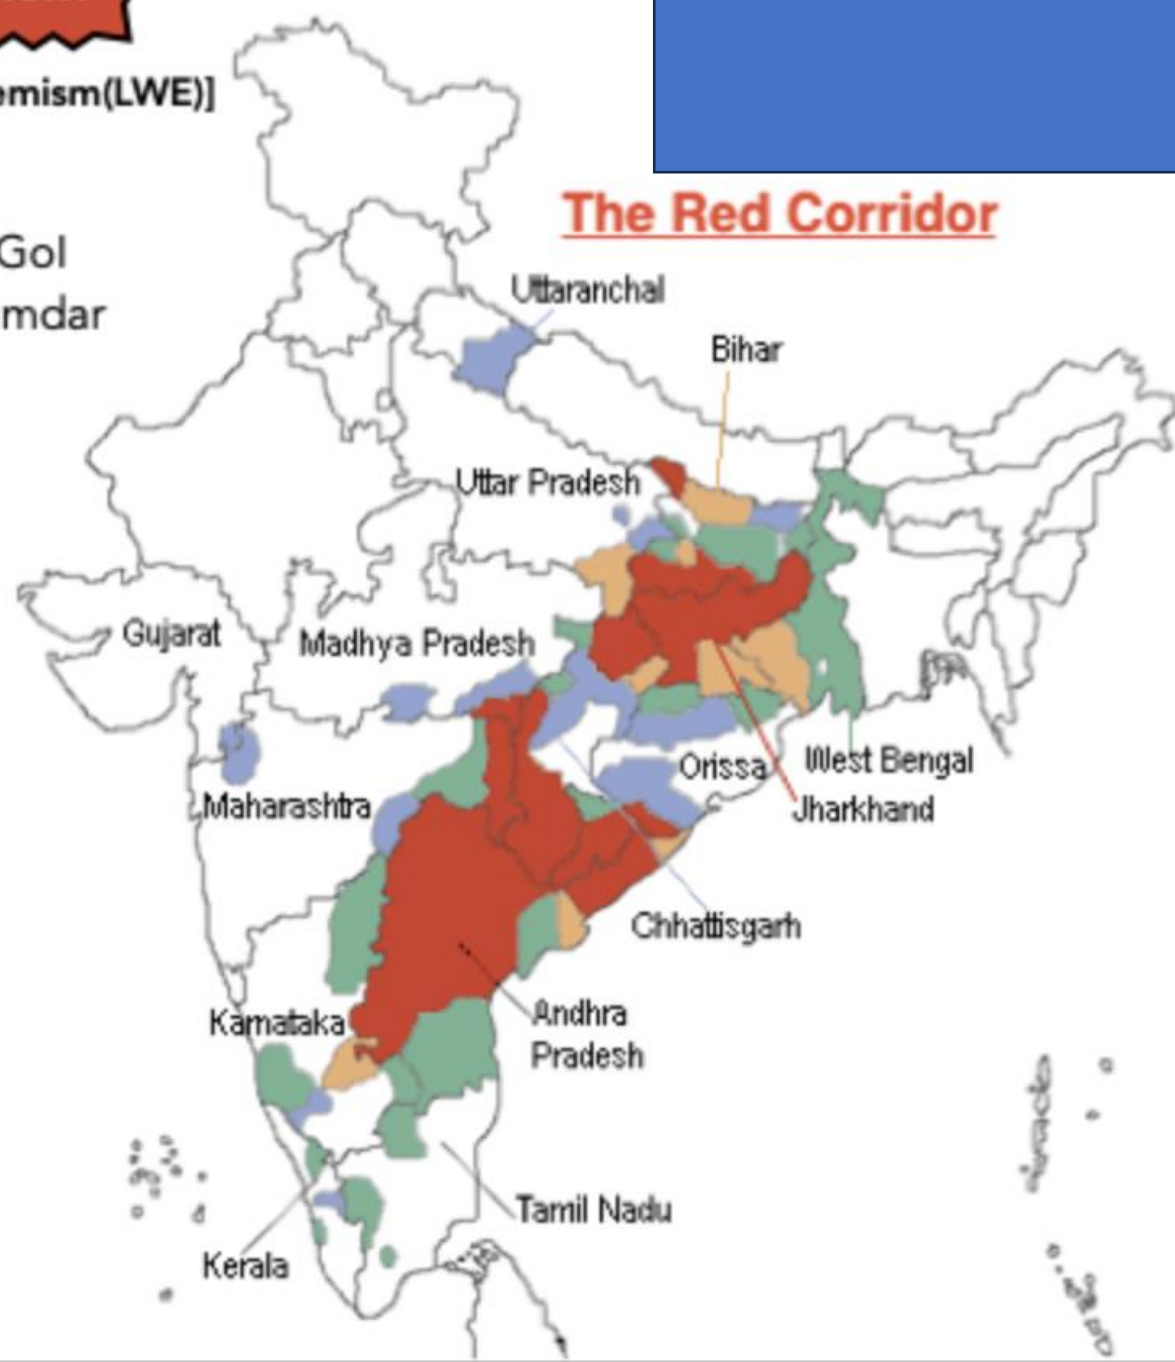 emism(LWE)]
GoI
mdar
The Red Corridor
Uttaranchal
Bihar
Uttar Pradesh
Gujarat
Madhya Pradesh
Maharashtra
Orissa
West Bengal
Jharkhand
Chhattisgarh
Karnataka
Andhra
Pradesh
Tamil Nadu
Kerala